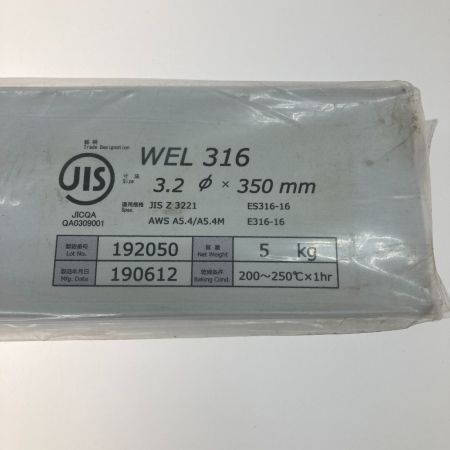 銘柄
Trade Designation
WEL 316
JIS
寸法
Size
3.2 φ × 350 mm
JICQA
QA0309001
適用規格
Spec.
JIS Z 3221 ES316-16
AWS A5.4/A5.4M E316-16
製造番号
Lot No.
192050
質量
Net Weight
5 kg
製造年月日
Mfg. Date
190612
乾燥条件
Baking Cond.
200～250℃×1hr